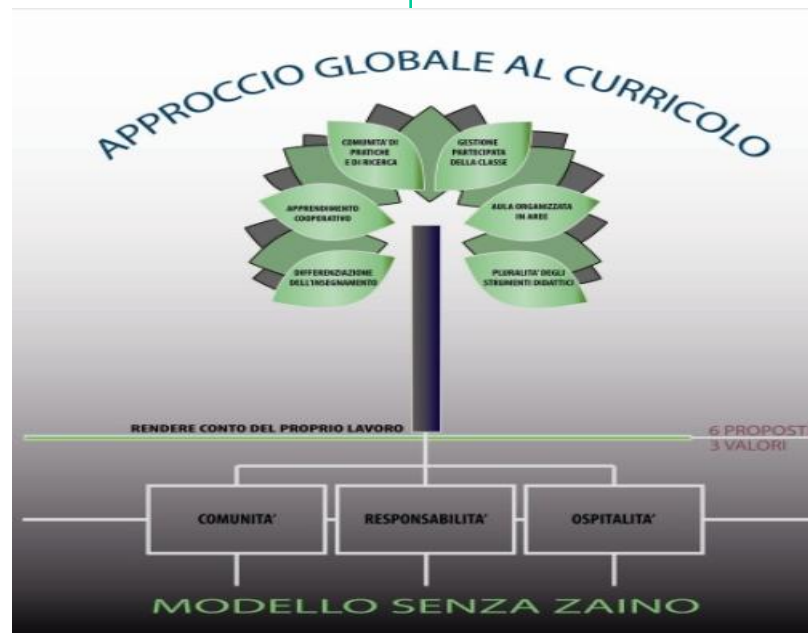 APPROCCIO GLOBALE AL CURRICOLO
COMUNITA' DI
PRATICHE
E DI RICERCA
GESTIONE
PARTECIPATA
DELLA CLASSE
APPRENDIMENTO
COOPERATIVO
AULA ORGANIZZATA
IN AREE
DIFFERENZIAZIONE
DELL'INSEGNAMENTO
PLURALITA' DEGLI
STRUMENTI DIDATTICI
RENDERE CONTO DEL PROPRIO LAVORO
6 PROPOST
3 VALORI
COMUNITA'
RESPONSABILITA'
OSPITALITA'
MODELLO SENZA ZAINO